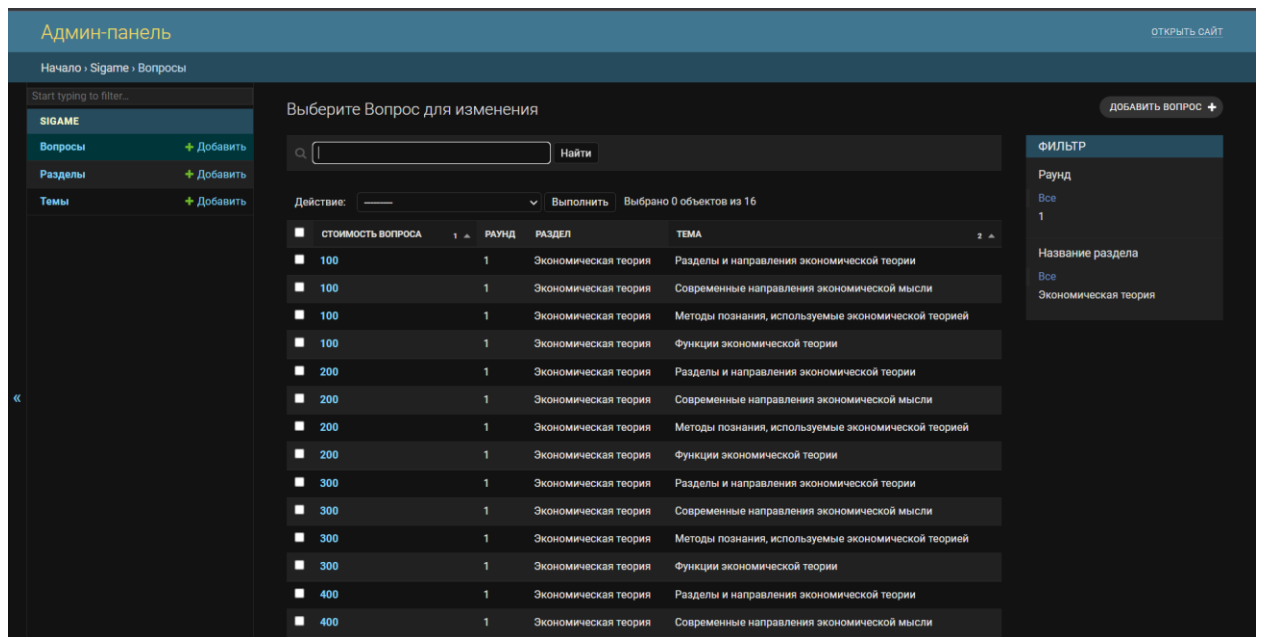 Админ-панель
ОТКРЫТЬ САЙТ
Начало › Sigame › Вопросы
Start typing to filter...
SIGAME
Вопросы + Добавить
Разделы + Добавить
Темы + Добавить
«
Выберите Вопрос для изменения
ДОБАВИТЬ ВОПРОС +
Найти
Действие: --------- Выполнить Выбрано 0 объектов из 16
СТОИМОСТЬ ВОПРОСА 1 РАУНД РАЗДЕЛ ТЕМА 2
100 1 Экономическая теория Разделы и направления экономической теории
100 1 Экономическая теория Современные направления экономической мысли
100 1 Экономическая теория Методы познания, используемые экономической теорией
100 1 Экономическая теория Функции экономической теории
200 1 Экономическая теория Разделы и направления экономической теории
200 1 Экономическая теория Современные направления экономической мысли
200 1 Экономическая теория Методы познания, используемые экономической теорией
200 1 Экономическая теория Функции экономической теории
300 1 Экономическая теория Разделы и направления экономической теории
300 1 Экономическая теория Современные направления экономической мысли
300 1 Экономическая теория Методы познания, используемые экономической теорией
300 1 Экономическая теория Функции экономической теории
400 1 Экономическая теория Разделы и направления экономической теории
400 1 Экономическая теория Современные направления экономической мысли
ФИЛЬТР
Раунд
Все
1
Название раздела
Все
Экономическая теория